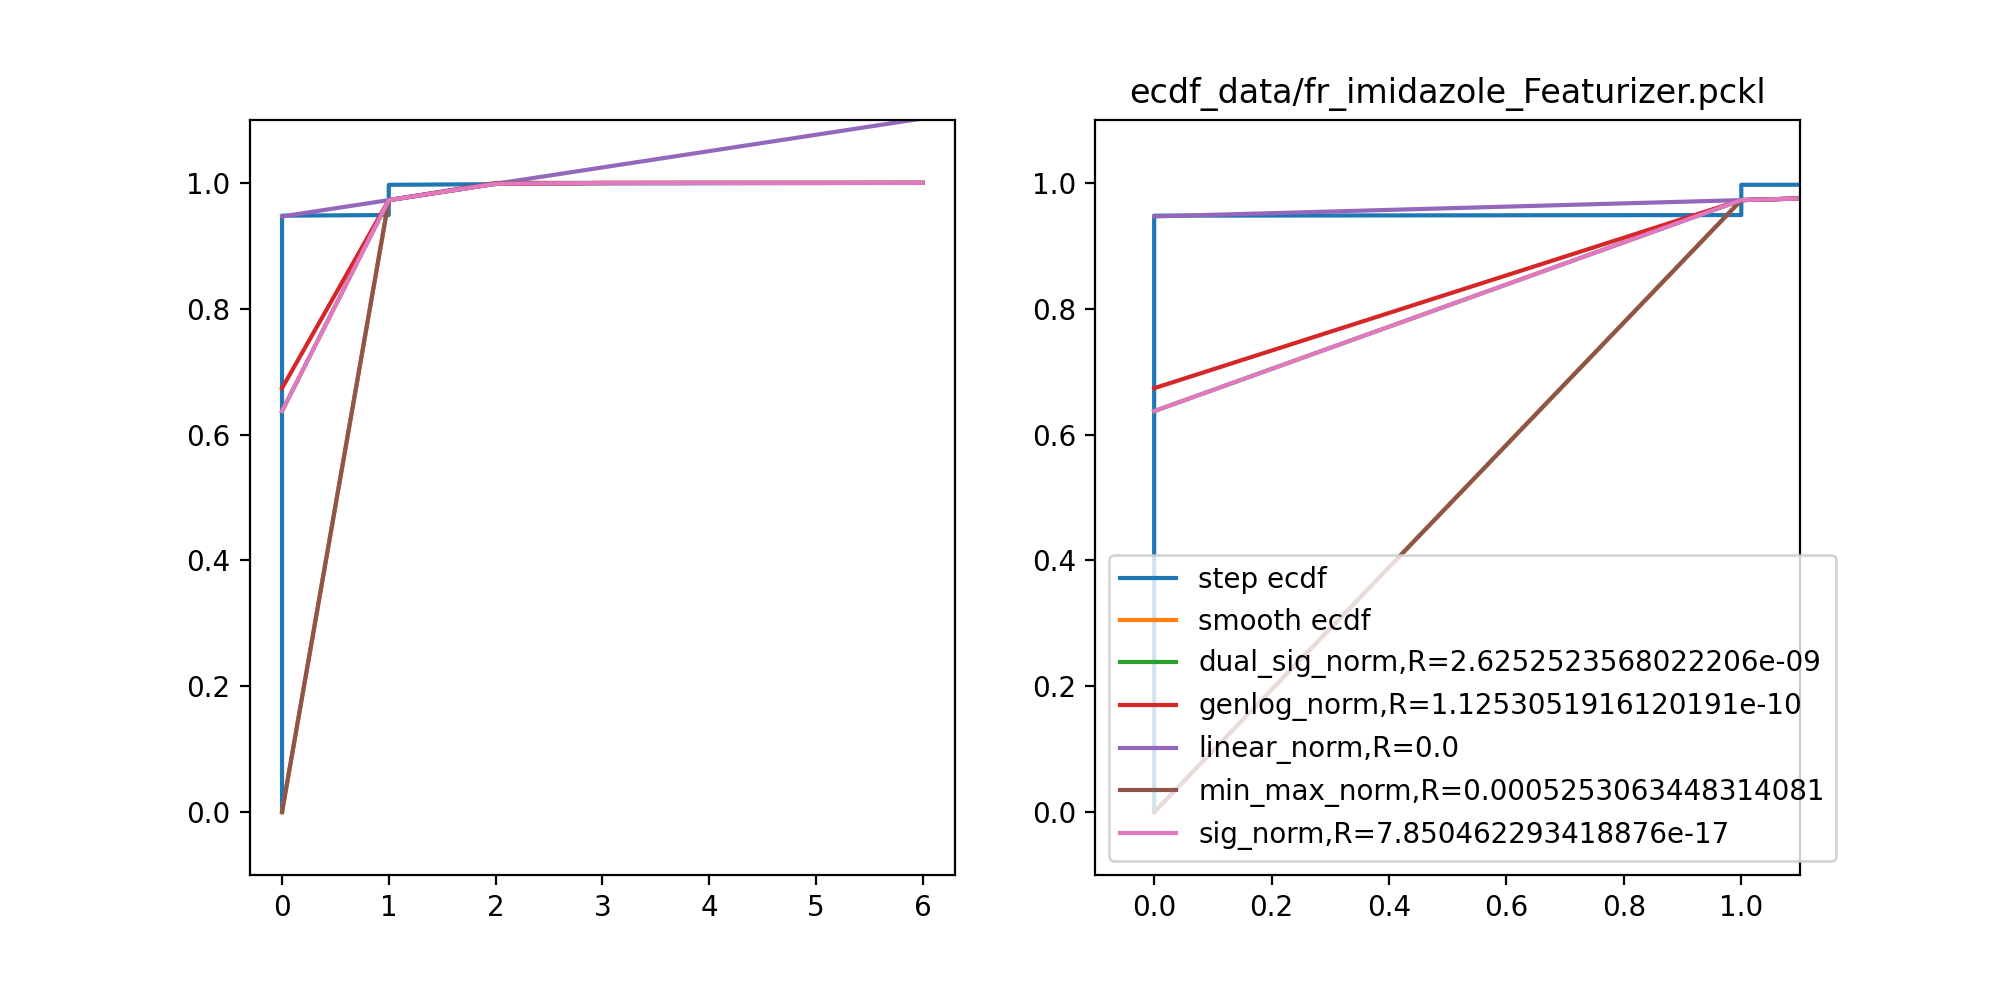 ecdf_data/fr_imidazole_Featurizer.pckl
1.0
0.8
0.6
0.4
0.2
0.0
0 1 2 3 4 5 6
1.0
0.8
0.6
0.4
0.2
0.0
step ecdf
smooth ecdf
dual_sig_norm,R=2.6252523568022206e-09
genlog_norm,R=1.1253051916120191e-10
linear_norm,R=0.0
min_max_norm,R=0.0005253063448314081
sig_norm,R=7.850462293418876e-17
0.0 0.2 0.4 0.6 0.8 1.0